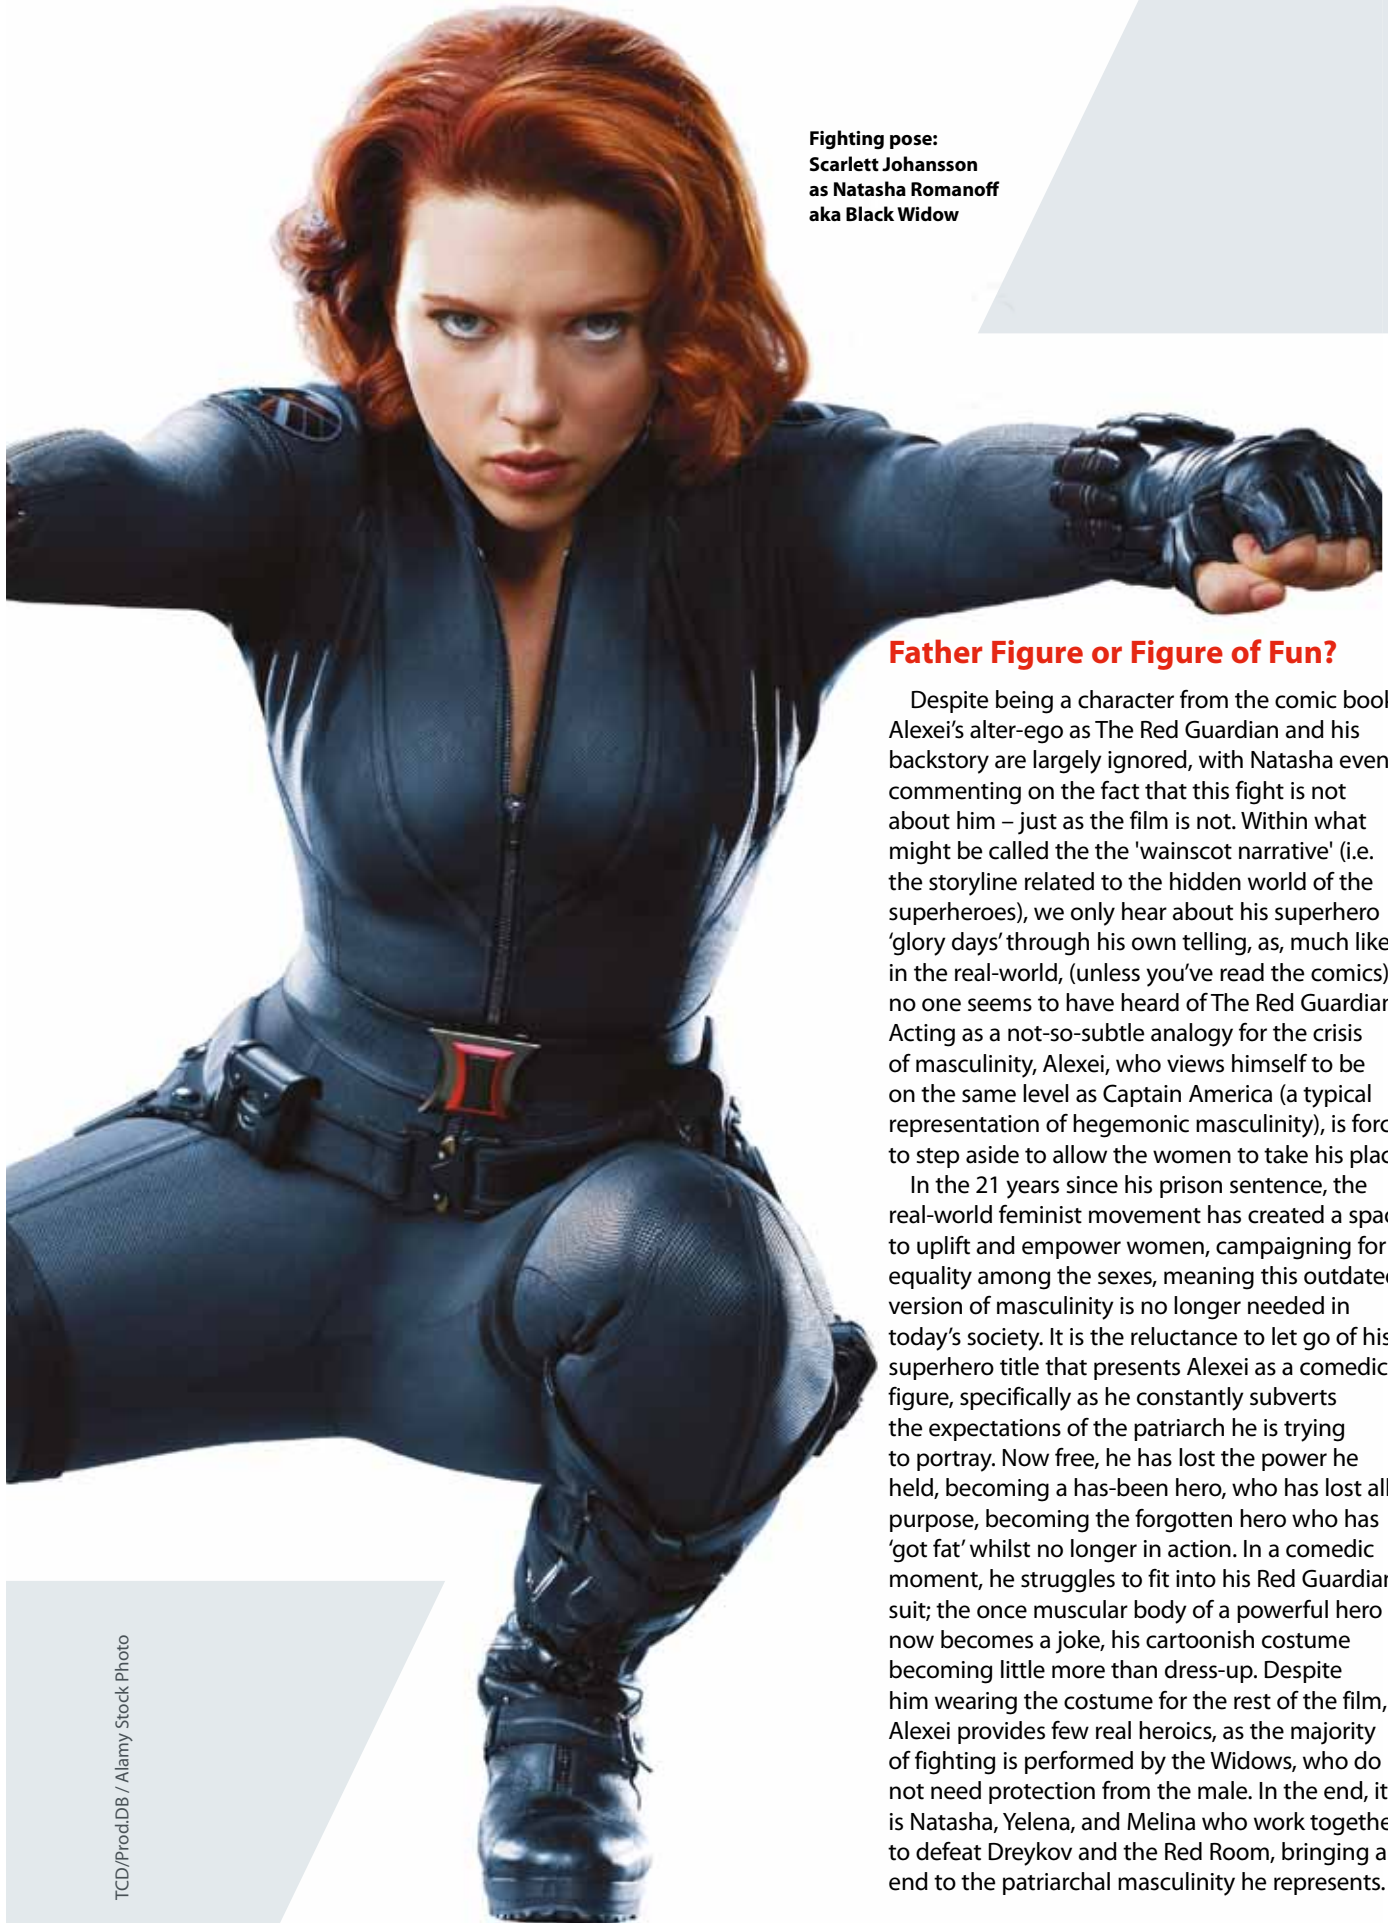 Fighting pose:
Scarlett Johansson
as Natasha Romanoff
aka Black Widow
Father Figure or Figure of Fun?
Despite being a character from the comic book
Alexei’s alter-ego as The Red Guardian and his
backstory are largely ignored, with Natasha even
commenting on the fact that this fight is not
about him – just as the film is not. Within what
might be called the the 'wainscot narrative' (i.e.
the storyline related to the hidden world of the
superheroes), we only hear about his superhero
‘glory days’ through his own telling, as, much like
in the real-world, (unless you’ve read the comics)
no one seems to have heard of The Red Guardian
Acting as a not-so-subtle analogy for the crisis
of masculinity, Alexei, who views himself to be
on the same level as Captain America (a typical
representation of hegemonic masculinity), is forc
to step aside to allow the women to take his plac
In the 21 years since his prison sentence, the
real-world feminist movement has created a spac
to uplift and empower women, campaigning for
equality among the sexes, meaning this outdated
version of masculinity is no longer needed in
today’s society. It is the reluctance to let go of his
superhero title that presents Alexei as a comedic
figure, specifically as he constantly subverts
the expectations of the patriarch he is trying
to portray. Now free, he has lost the power he
held, becoming a has-been hero, who has lost all
purpose, becoming the forgotten hero who has
‘got fat’ whilst no longer in action. In a comedic
moment, he struggles to fit into his Red Guardian
suit; the once muscular body of a powerful hero
now becomes a joke, his cartoonish costume
becoming little more than dress-up. Despite
him wearing the costume for the rest of the film,
Alexei provides few real heroics, as the majority
of fighting is performed by the Widows, who do
not need protection from the male. In the end, it
is Natasha, Yelena, and Melina who work togethe
to defeat Dreykov and the Red Room, bringing a
end to the patriarchal masculinity he represents.
TCD/Prod.DB / Alamy Stock Photo